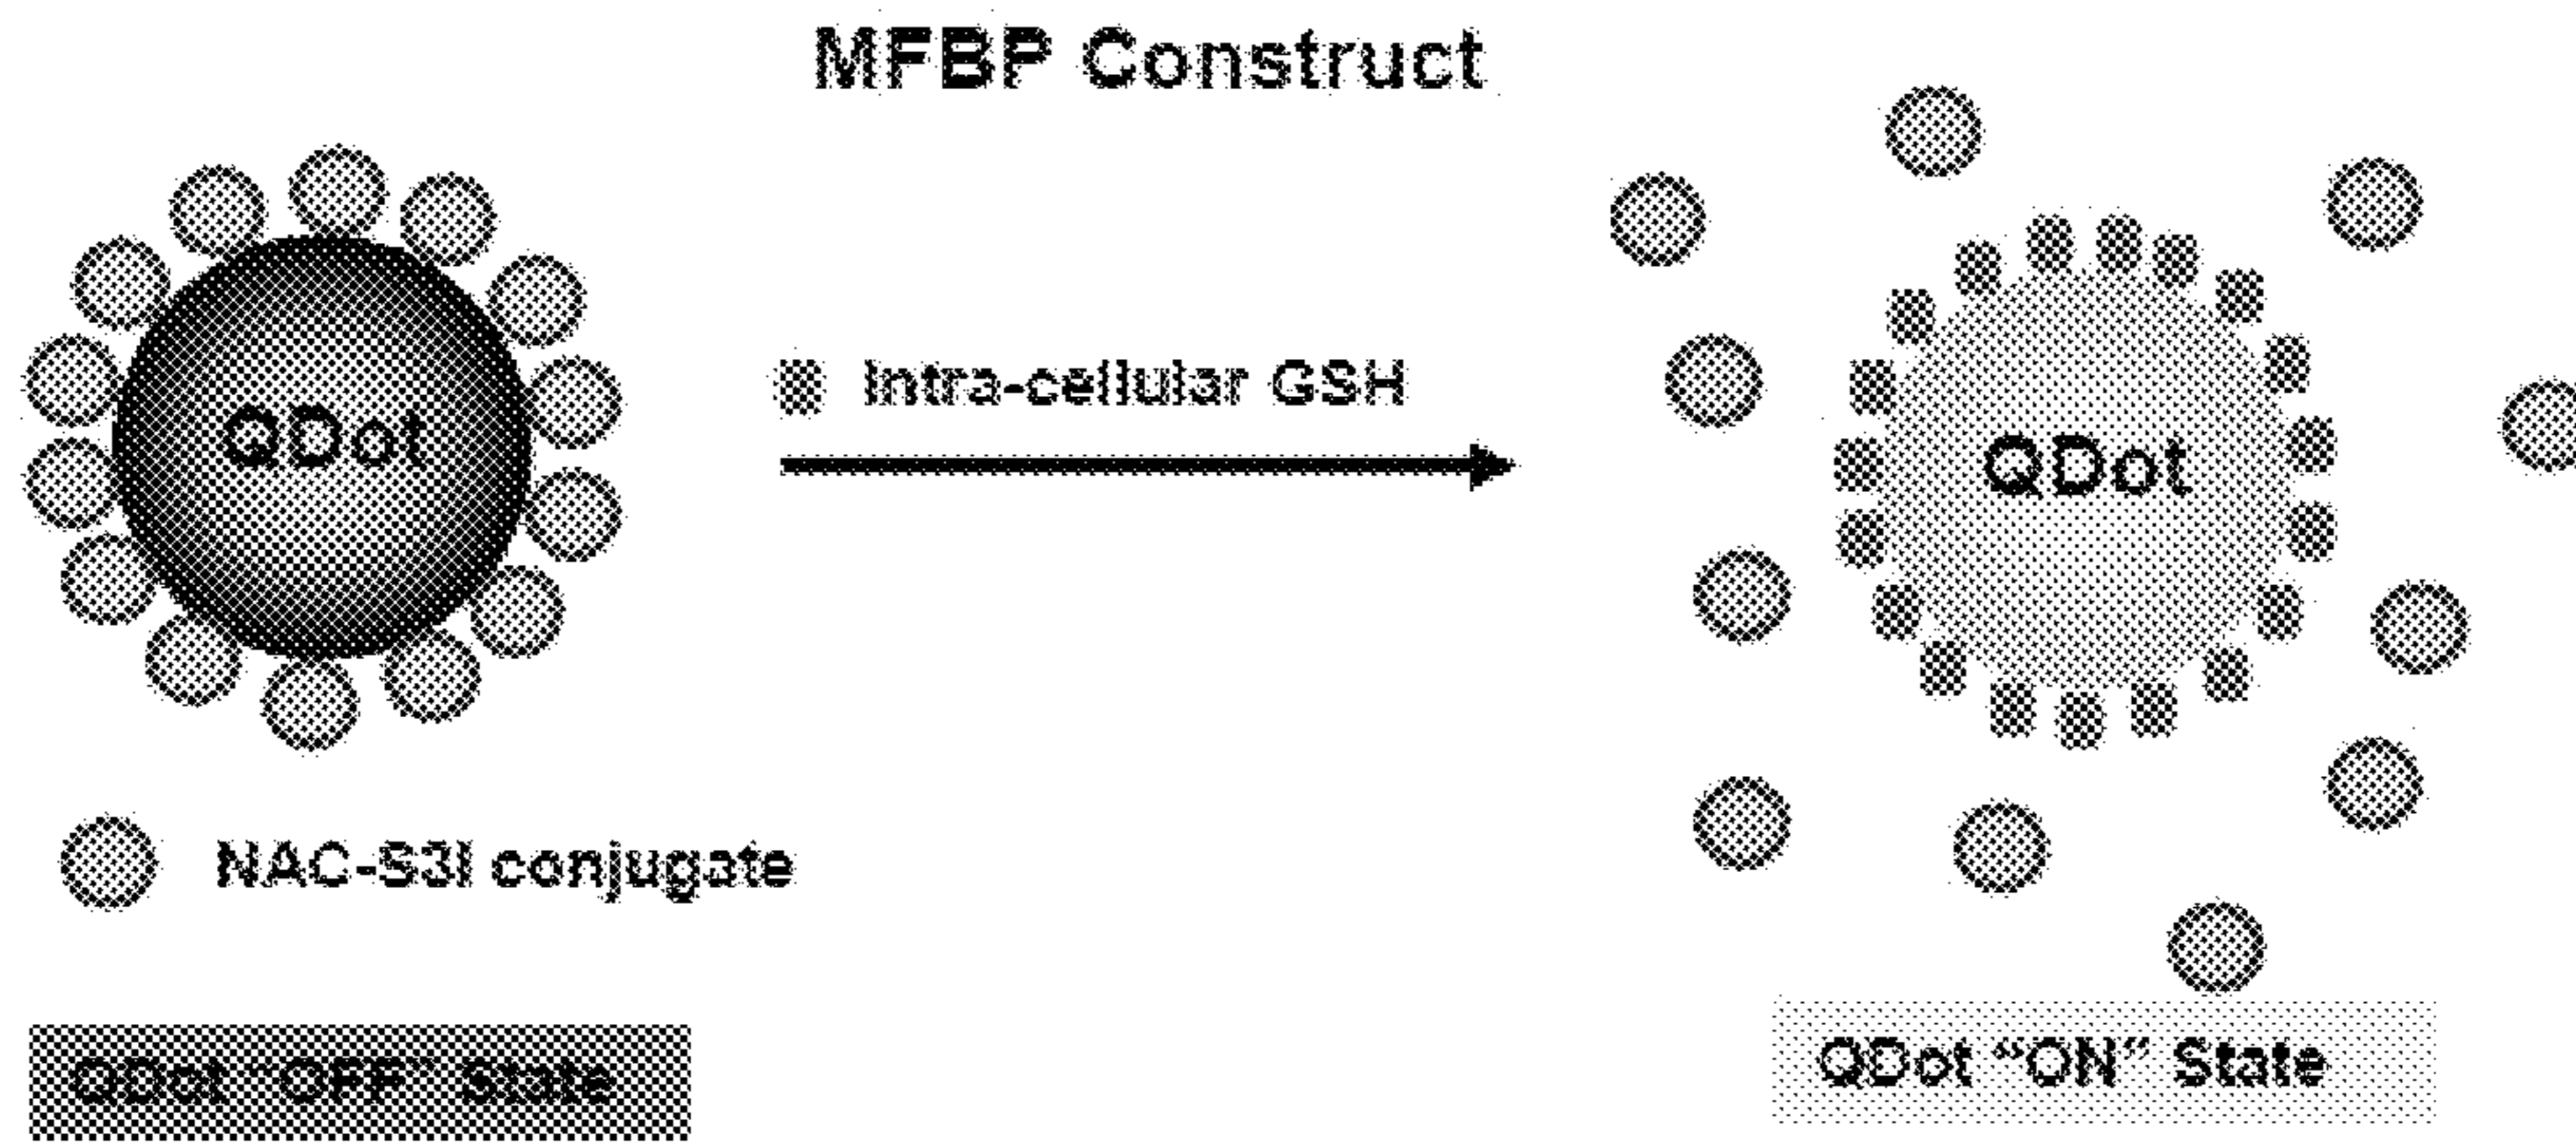 MFBP Construct
Intra-cellular GSH
QDot
QDot
NAC-S3I conjugate
QDot "OFF" State
QDot “ON” State